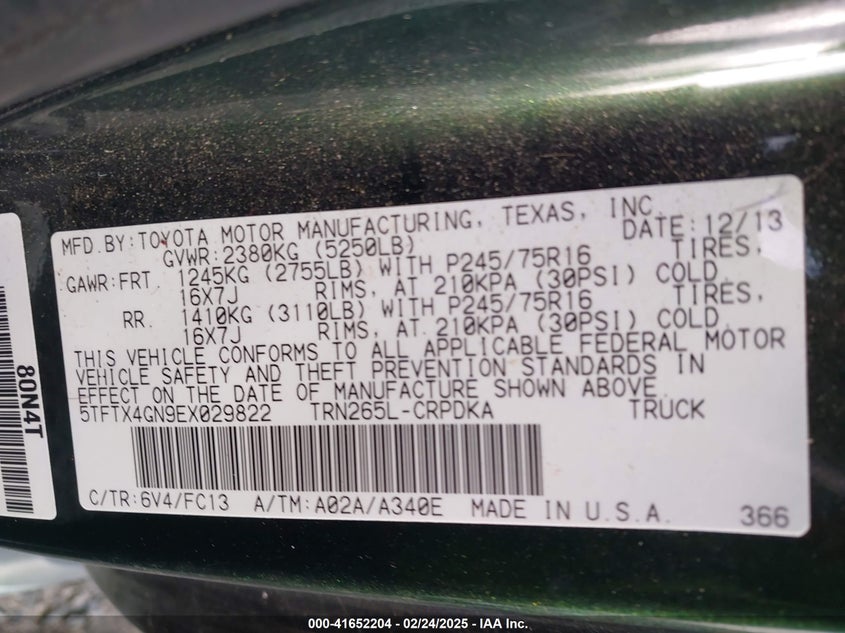 MFD.BY:TOYOTA MOTOR MANUFACTURING, TEXAS, INC.
GVWR:2380KG (5250LB) DATE:12/13
GAWR:FRT 1245KG (2755LB) WITH P245/75R16 TIRES,
16X7J RIMS, AT 210KPA (30PSI) COLD.
RR. 1410KG (3110LB) WITH P245/75R16 TIRES,
16X7J RIMS, AT 210KPA (30PSI) COLD.
THIS VEHICLE CONFORMS TO ALL APPLICABLE FEDERAL MOTOR
VEHICLE SAFETY AND THEFT PREVENTION STANDARDS IN
EFFECT ON THE DATE OF MANUFACTURE SHOWN ABOVE.
5TFTX4GN9EX029822 TRN265L-CRPDKA TRUCK
C/TR:6V4/FC13 A/TM:A02A/A340E MADE IN U.S.A.
366
80N4T
000-41652204 - 02/24/2025 - IAA Inc.